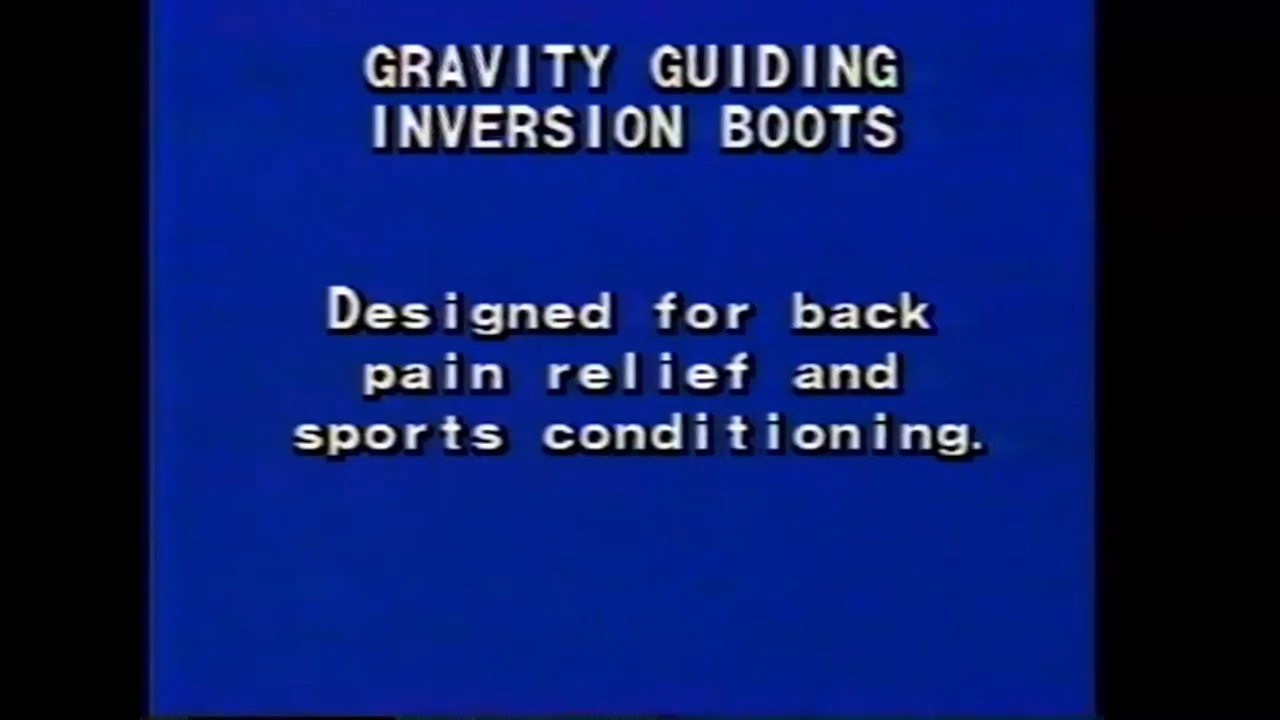 GRAVITY GUIDING
INVERSION BOOTS
Designed for back
pain relief and
sports conditioning.